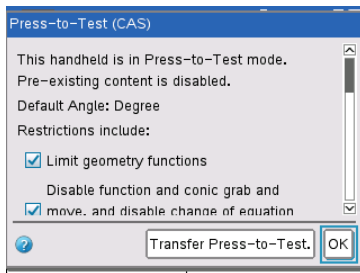 Press-to-Test (CAS)
This handheld is in Press-to-Test mode.
Pre-existing content is disabled.
Default Angle: Degree
Restrictions include:
Limit geometry functions
Disable function and conic grab and
move, and disable change of equation
Transfer Press-to-Test.
OK